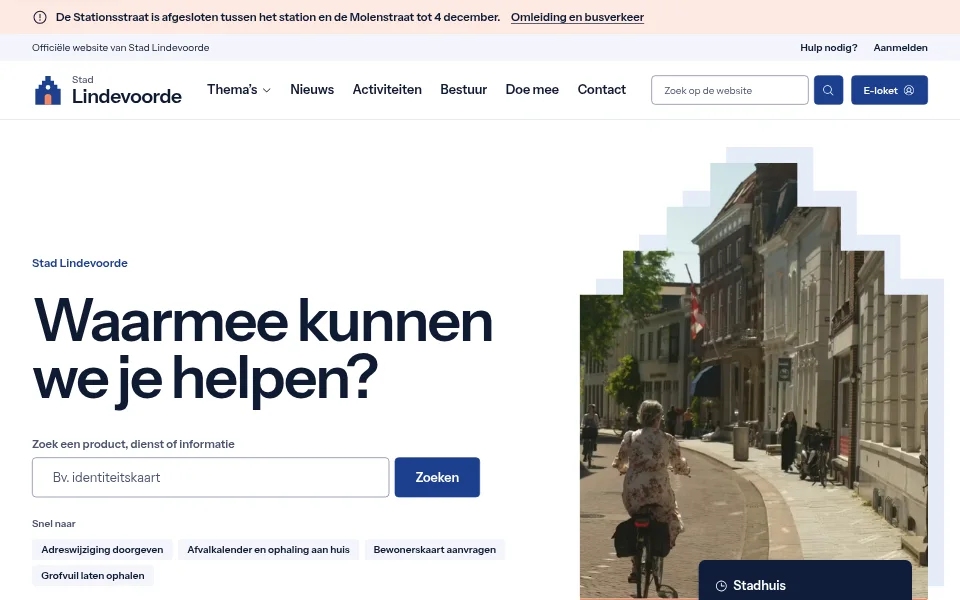 De Stationsstraat is afgesloten tussen het station en de Molenstraat tot 4 december. Omleiding en busverkeer
Officiële website van Stad Lindevoorde
Hulp nodig? Aanmelden
Stad
Lindevoorde
Thema's Nieuws Activiteiten Bestuur Doe mee Contact
Zoek op de website
E-loket
Stad Lindevoorde
Waarmee kunnen
we je helpen?
Zoek een product, dienst of informatie
Bv. identiteitskaart
Zoeken
Snel naar
Adreswijziging doorgeven Afvalkalender en ophaling aan huis Bewonerskaart aanvragen
Grofvuil laten ophalen
Stadhuis